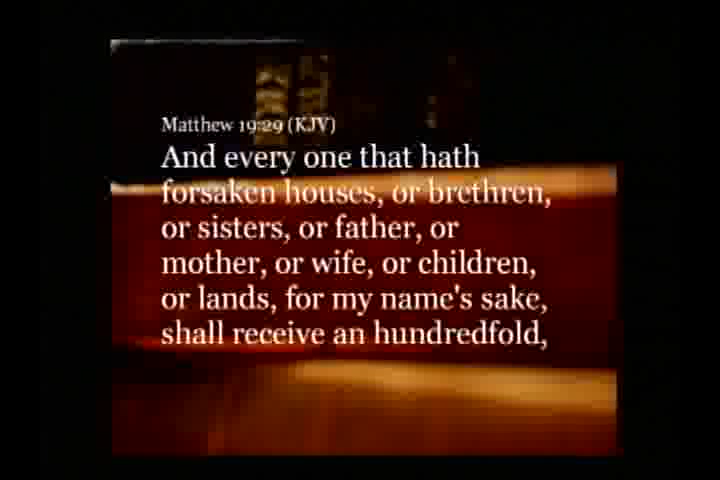 Matthew 19:29 (KJV)
And every one that hath
forsaken houses, or brethren,
or sisters, or father, or
mother, or wife, or children,
or lands, for my name's sake,
shall receive an hundredfold,